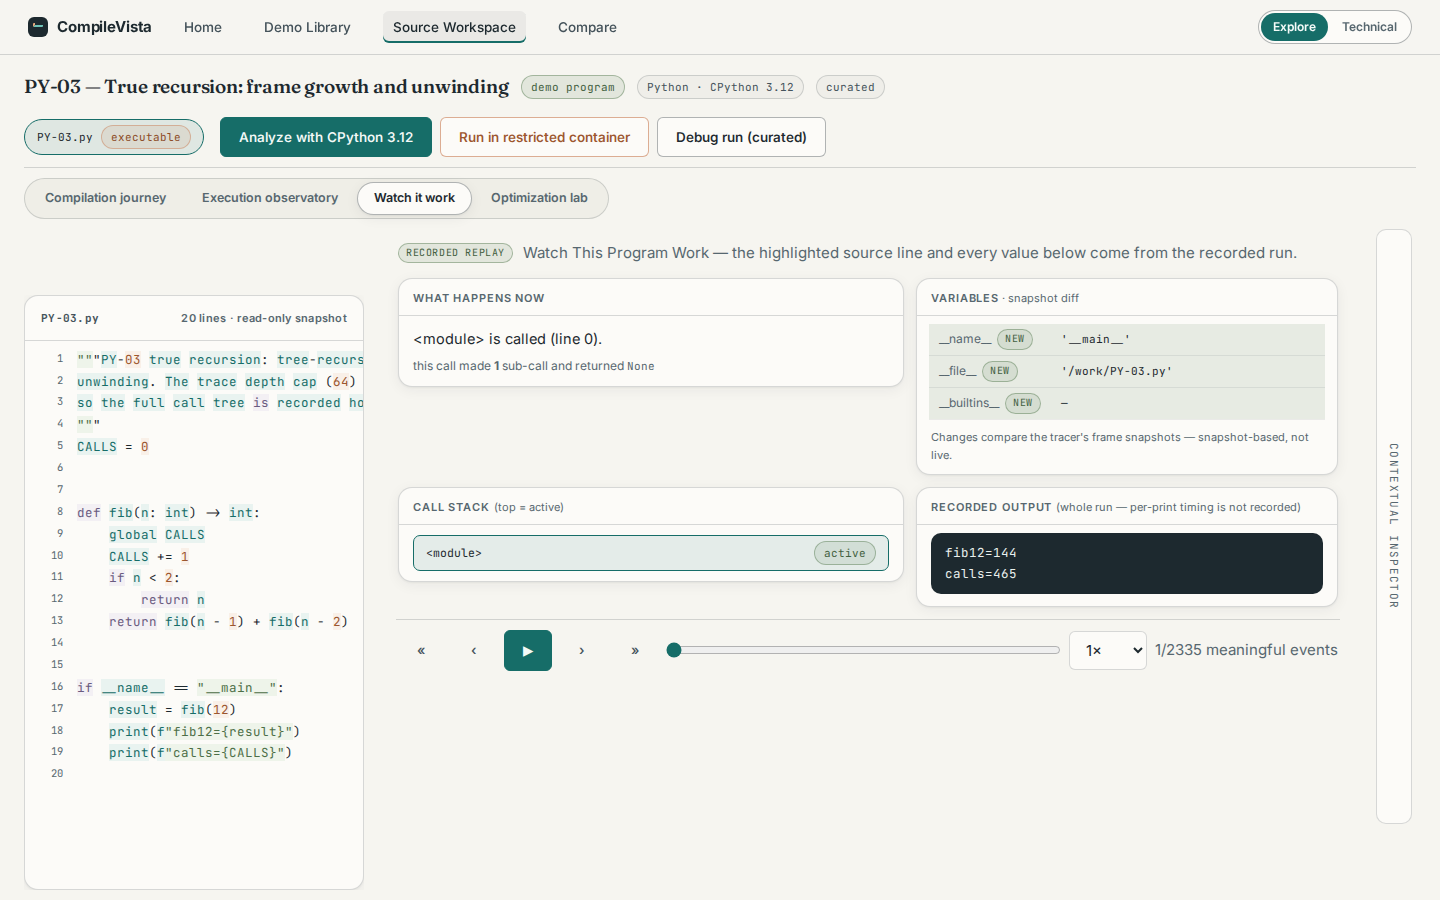 CompileVista Home Demo Library Source Workspace Compare Explore Technical
PY-03 — True recursion: frame growth and unwinding demo program Python · CPython 3.12 curated
PY-03.py executable Analyze with CPython 3.12 Run in restricted container Debug run (curated)
Compilation journey Execution observatory Watch it work Optimization lab
RECORDED REPLAY Watch This Program Work — the highlighted source line and every value below come from the recorded run.
PY-03.py 20 lines · read-only snapshot
1 """PY-03 true recursion: tree-recurs
2 unwinding. The trace depth cap (64)
3 so the full call tree is recorded ho
4 """
5 CALLS = 0
6
7
8 def fib(n: int) -> int:
9 global CALLS
10 CALLS += 1
11 if n < 2:
12 return n
13 return fib(n - 1) + fib(n - 2)
14
15
16 if __name__ == "__main__":
17 result = fib(12)
18 print(f"fib12={result}")
19 print(f"calls={CALLS}")
20
WHAT HAPPENS NOW
<module> is called (line 0).
this call made 1 sub-call and returned None
VARIABLES · snapshot diff
__name__ NEW '__main__'
__file__ NEW '/work/PY-03.py'
__builtins__ NEW —
Changes compare the tracer's frame snapshots — snapshot-based, not
live.
CALL STACK (top = active)
<module> active
RECORDED OUTPUT (whole run — per-print timing is not recorded)
fib12=144
calls=465
« ‹ ▶ › » 1× 1/2335 meaningful events
CONTEXTUAL INSPECTOR